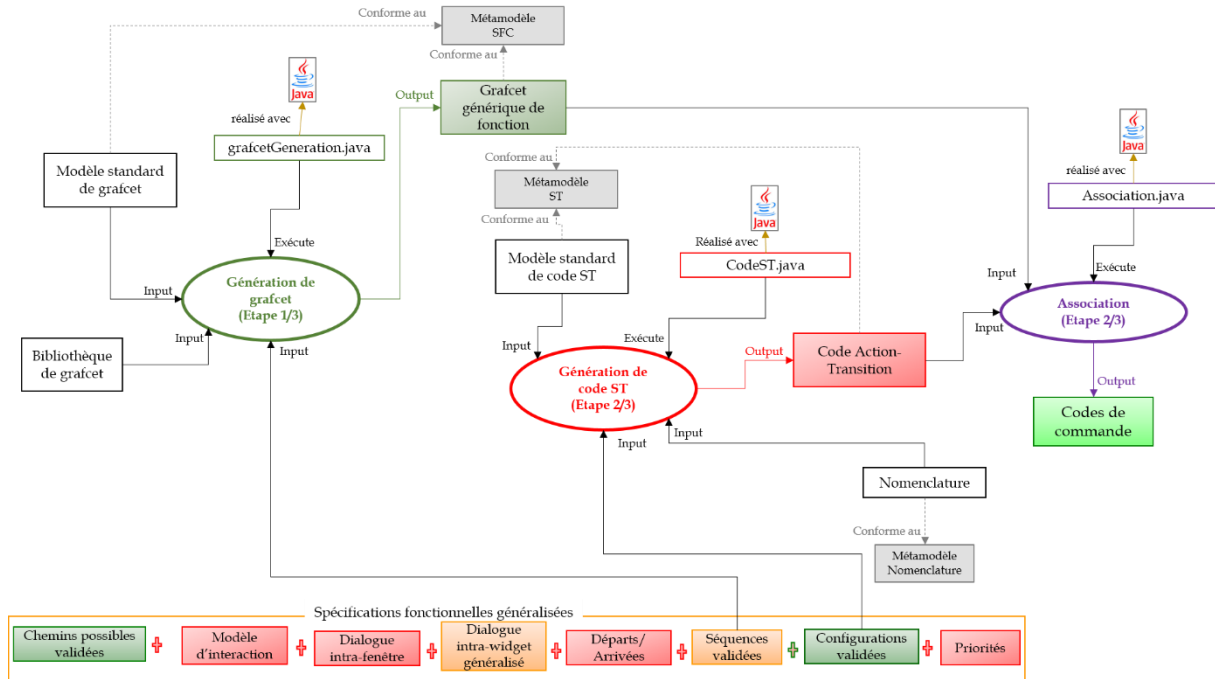 Conforme au
Métamodèle
SFC
Conforme au
Java
réalisé avec
grafcetGeneration.java
Output
Grafcet
générique de
fonction
Modèle standard
de grafcet
Conforme au
Métamodèle
ST
Conforme au
Java
réalisé avec
Association.java
Java
Réalisé avec
CodeST.java
Modèle standard
de code ST
Exécute
Input
Génération de
grafcet
(Etape 1/3)
Input
Input
Bibliothèque
de grafcet
Input
Exécute
Association
(Etape 2/3)
Input
Input
Exécute
Génération de
code ST
(Etape 2/3)
Output
Code Action-
Transition
Output
Codes de
commande
Input
Input
Nomenclature
Conforme au
Métamodèle
Nomenclature
Spécifications fonctionnelles généralisées
Chemins possibles
validées
Modèle
d'interaction
Dialogue
intra-fenêtre
Dialogue
intra-widget
généralisé
Départs/
Arrivées
Séquences
validées
Configurations
validées
Priorités